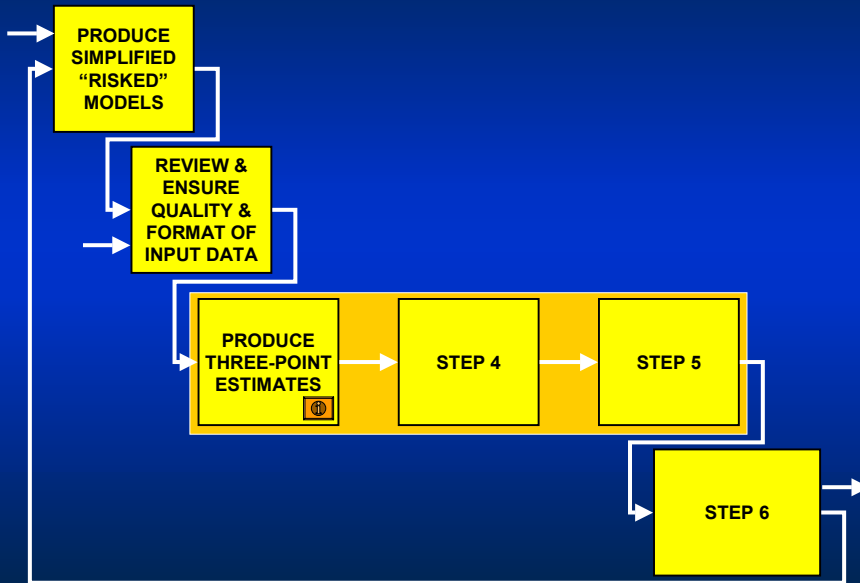 PRODUCE
SIMPLIFIED
“RISKED”
MODELS
REVIEW &
ENSURE
QUALITY &
FORMAT OF
INPUT DATA
PRODUCE
THREE-POINT
ESTIMATES
STEP 4
STEP 5
STEP 6